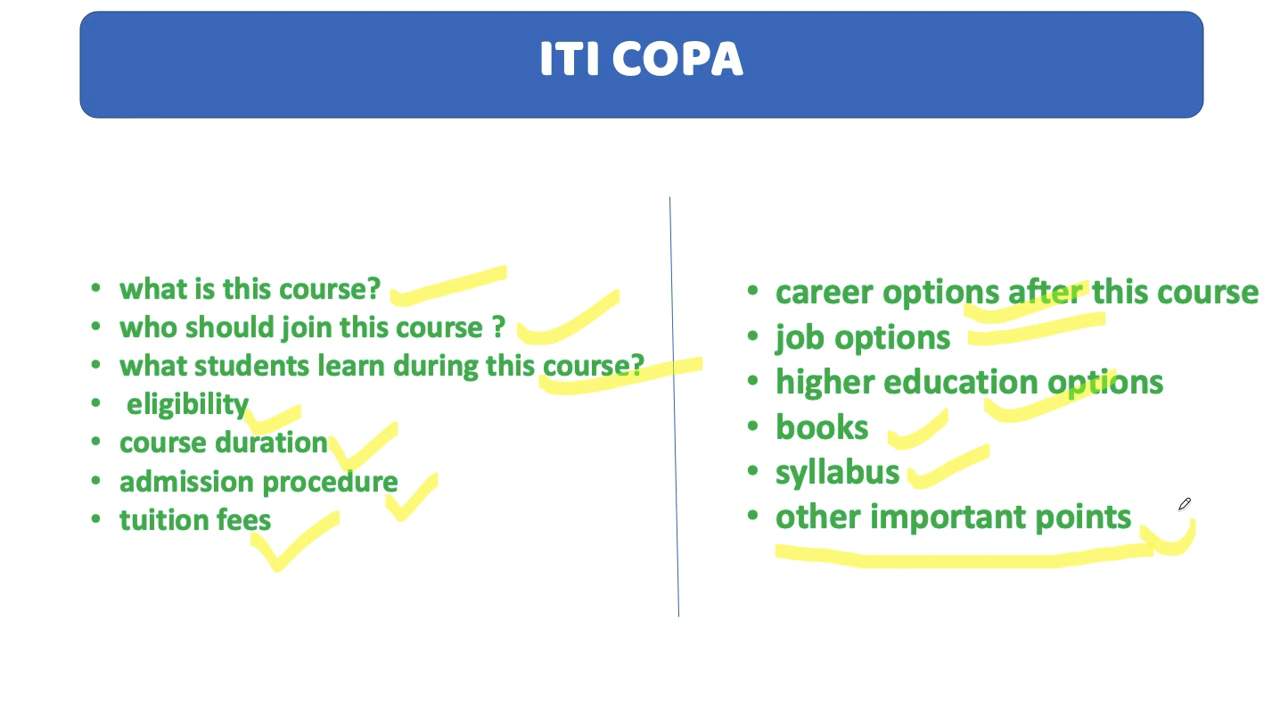 ITI COPA
• what is this course?
• who should join this course ?
• what students learn during this course?
• eligibility
• course duration
• admission procedure
• tuition fees
• career options after this course
• job options
• higher education options
• books
• syllabus
• other important points